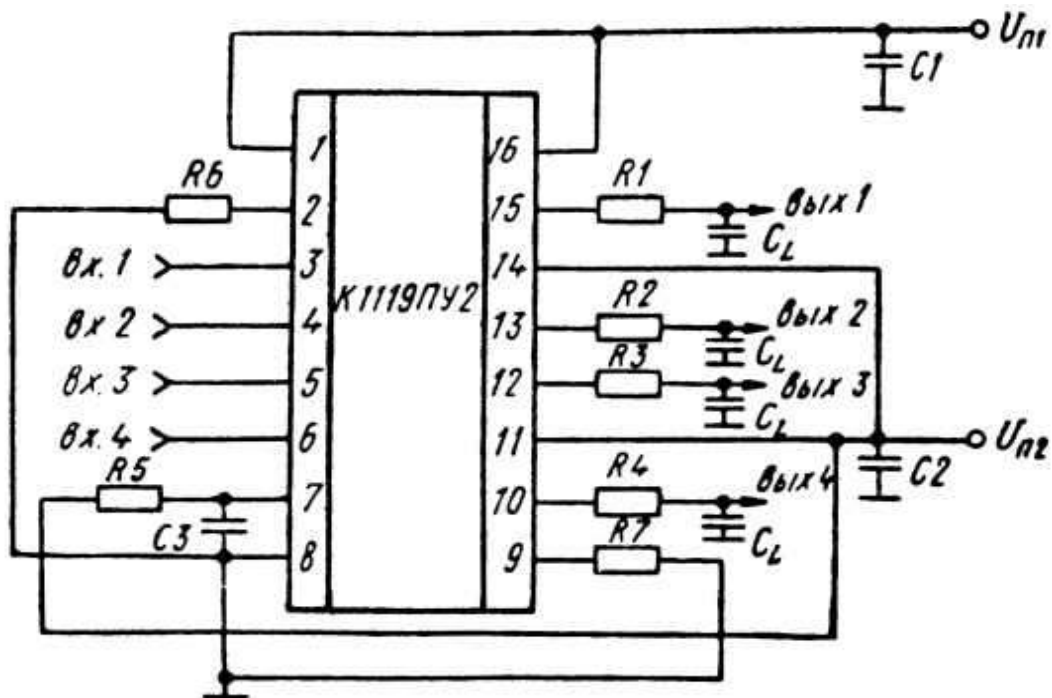 Uп1
C1
1
16
R6
R1
2
15
Вых 1
CL
Вх. 1
3
14
К1119ПУ2
R2
Вх 2
4
13
Вых 2
CL
R3
Вх. 3
5
12
Вых 3
CL
Вх. 4
6
11
Uп2
C2
R5
R4
7
10
Вых 4
CL
C3
R7
8
9